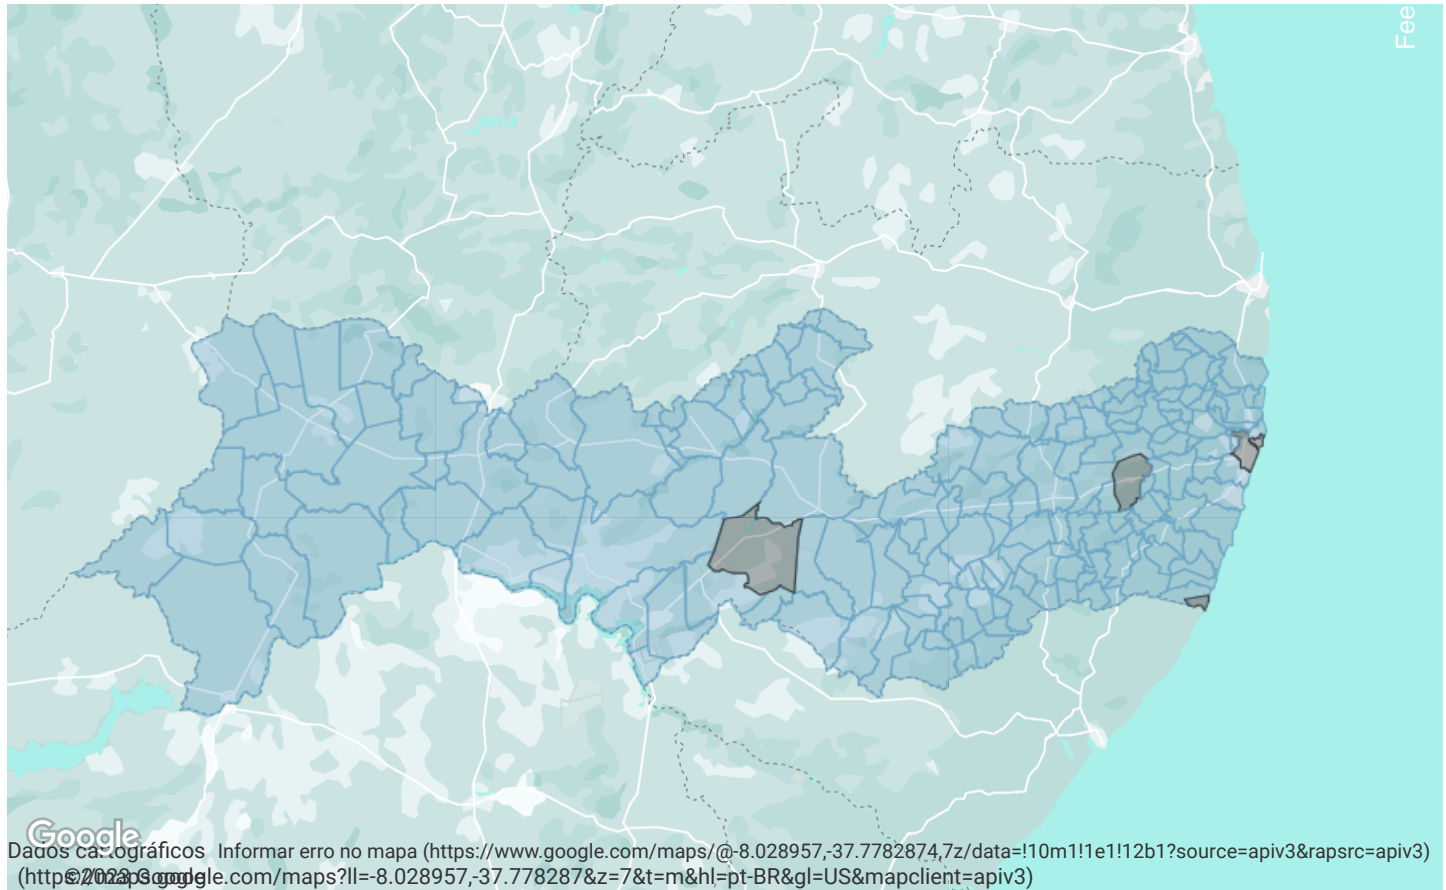 Fee
Google
Dados cartográficos Informar erro no mapa (https://www.google.com/maps/@-8.028957,-37.7782874,7z/data=!10m1!1e1!12b1?source=apiv3&rapsrc=apiv3)
(https://maps.google.com/maps?ll=-8.028957,-37.778287&z=7&t=m&hl=pt-BR&gl=US&mapclient=apiv3)
©2023 Google